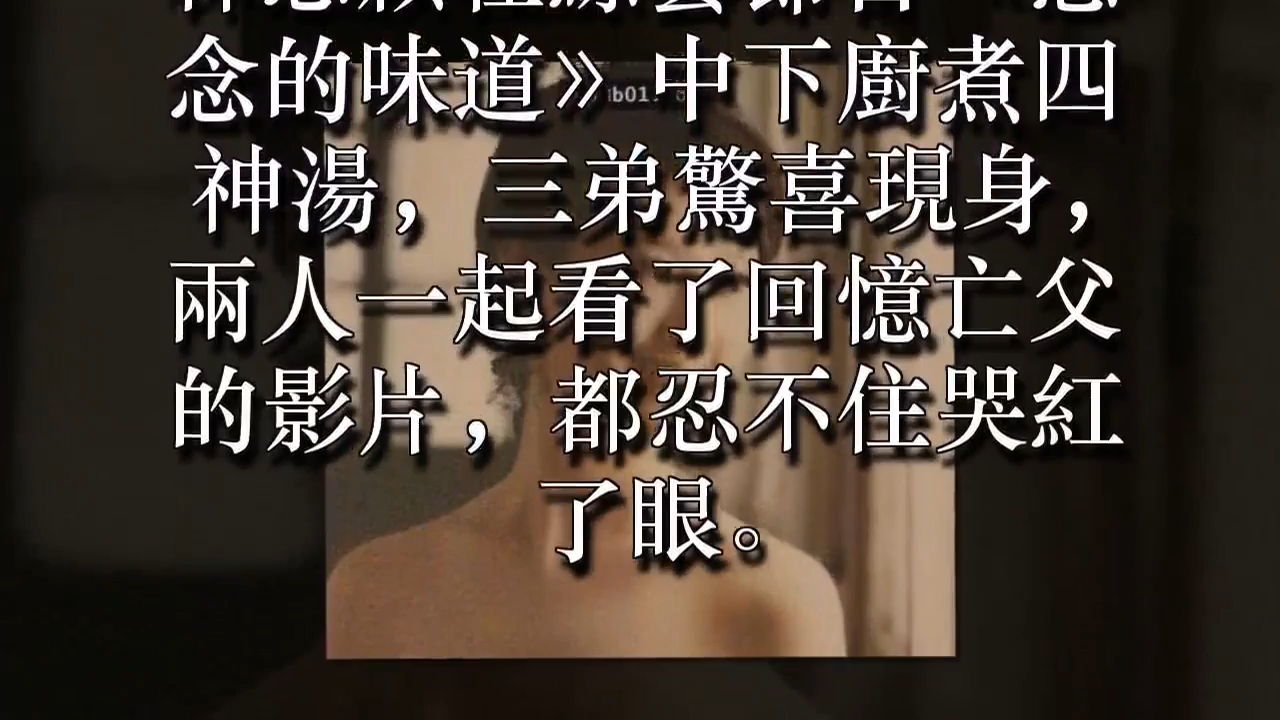 念的味道》中下廚煮四
神湯，三弟驚喜現身，
兩人一起看了回憶亡父
的影片，都忍不住哭紅
了眼。